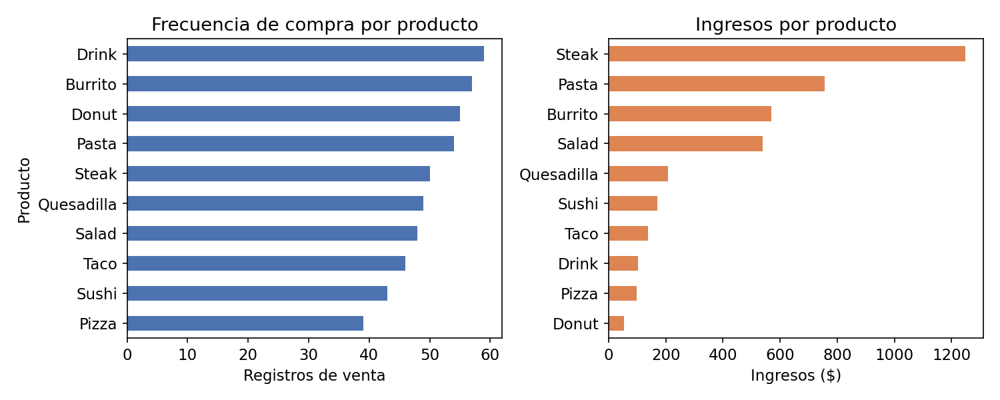 Frecuencia de compra por producto
Producto
Drink
Burrito
Donut
Pasta
Steak
Quesadilla
Salad
Taco
Sushi
Pizza
0 10 20 30 40 50 60
Registros de venta
Ingresos por producto
Steak
Pasta
Burrito
Salad
Quesadilla
Sushi
Taco
Drink
Pizza
Donut
0 200 400 600 800 1000 1200
Ingresos ($)